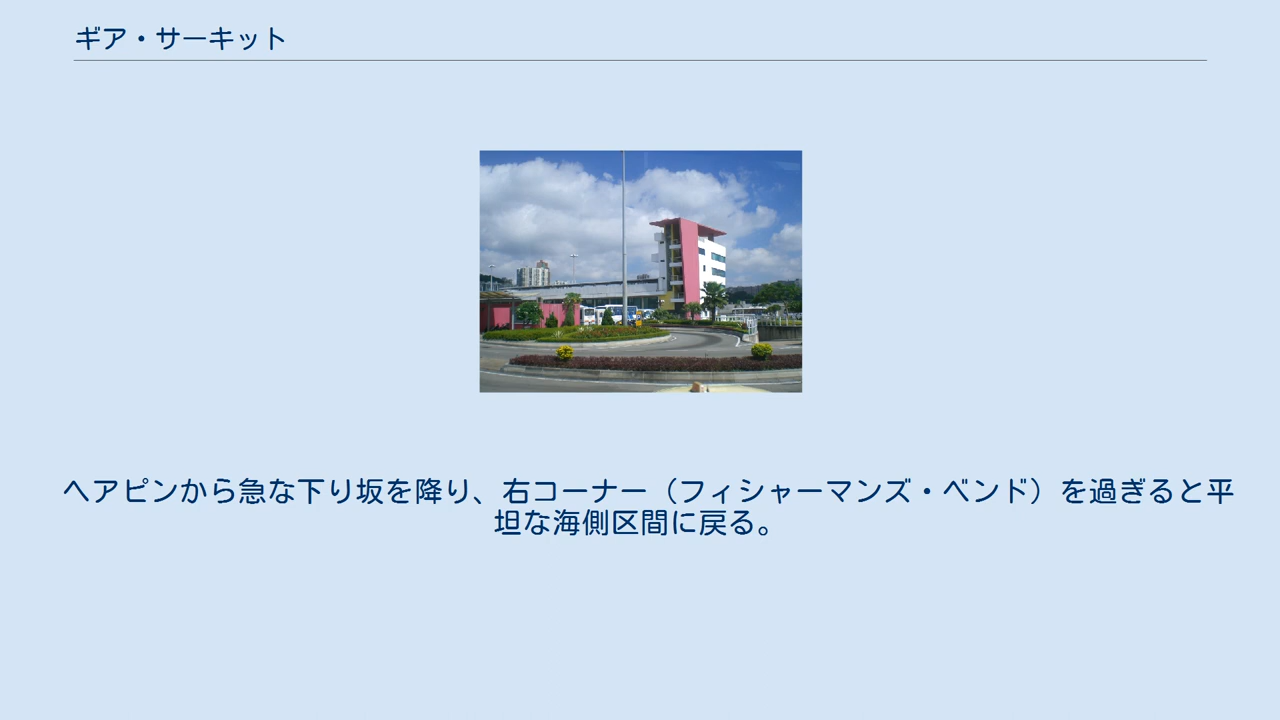 ギア・サーキット
ヘアピンから急な下り坂を降り、右コーナー（フィシャーマンズ・ベンド）を過ぎると平
坦な海側区間に戻る。